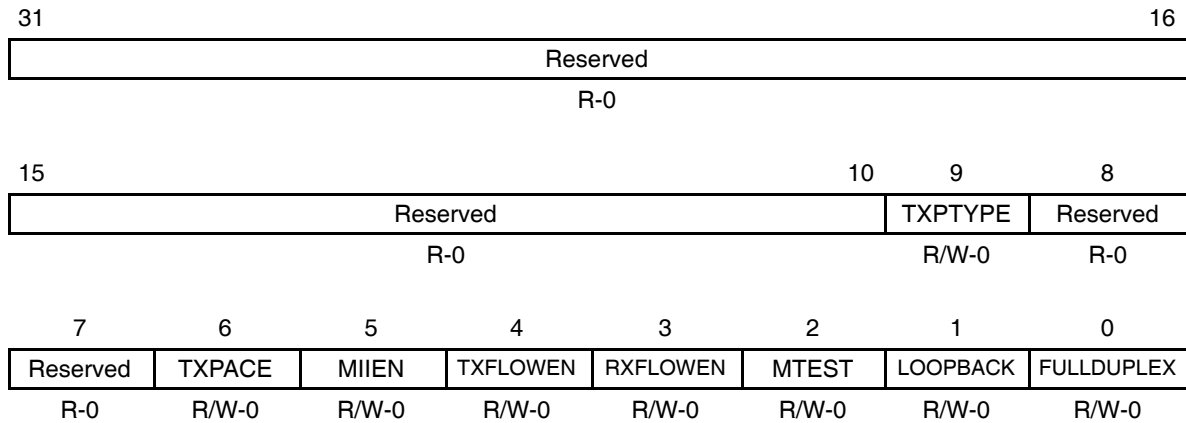 31 16
Reserved
R-0
15 10 9 8
Reserved TXPTYPE Reserved
R-0 R/W-0 R-0
7 6 5 4 3 2 1 0
Reserved TXPACE MIIEN TXFLOWEN RXFLOWEN MTEST LOOPBACK FULLDUPLEX
R-0 R/W-0 R/W-0 R/W-0 R/W-0 R/W-0 R/W-0 R/W-0